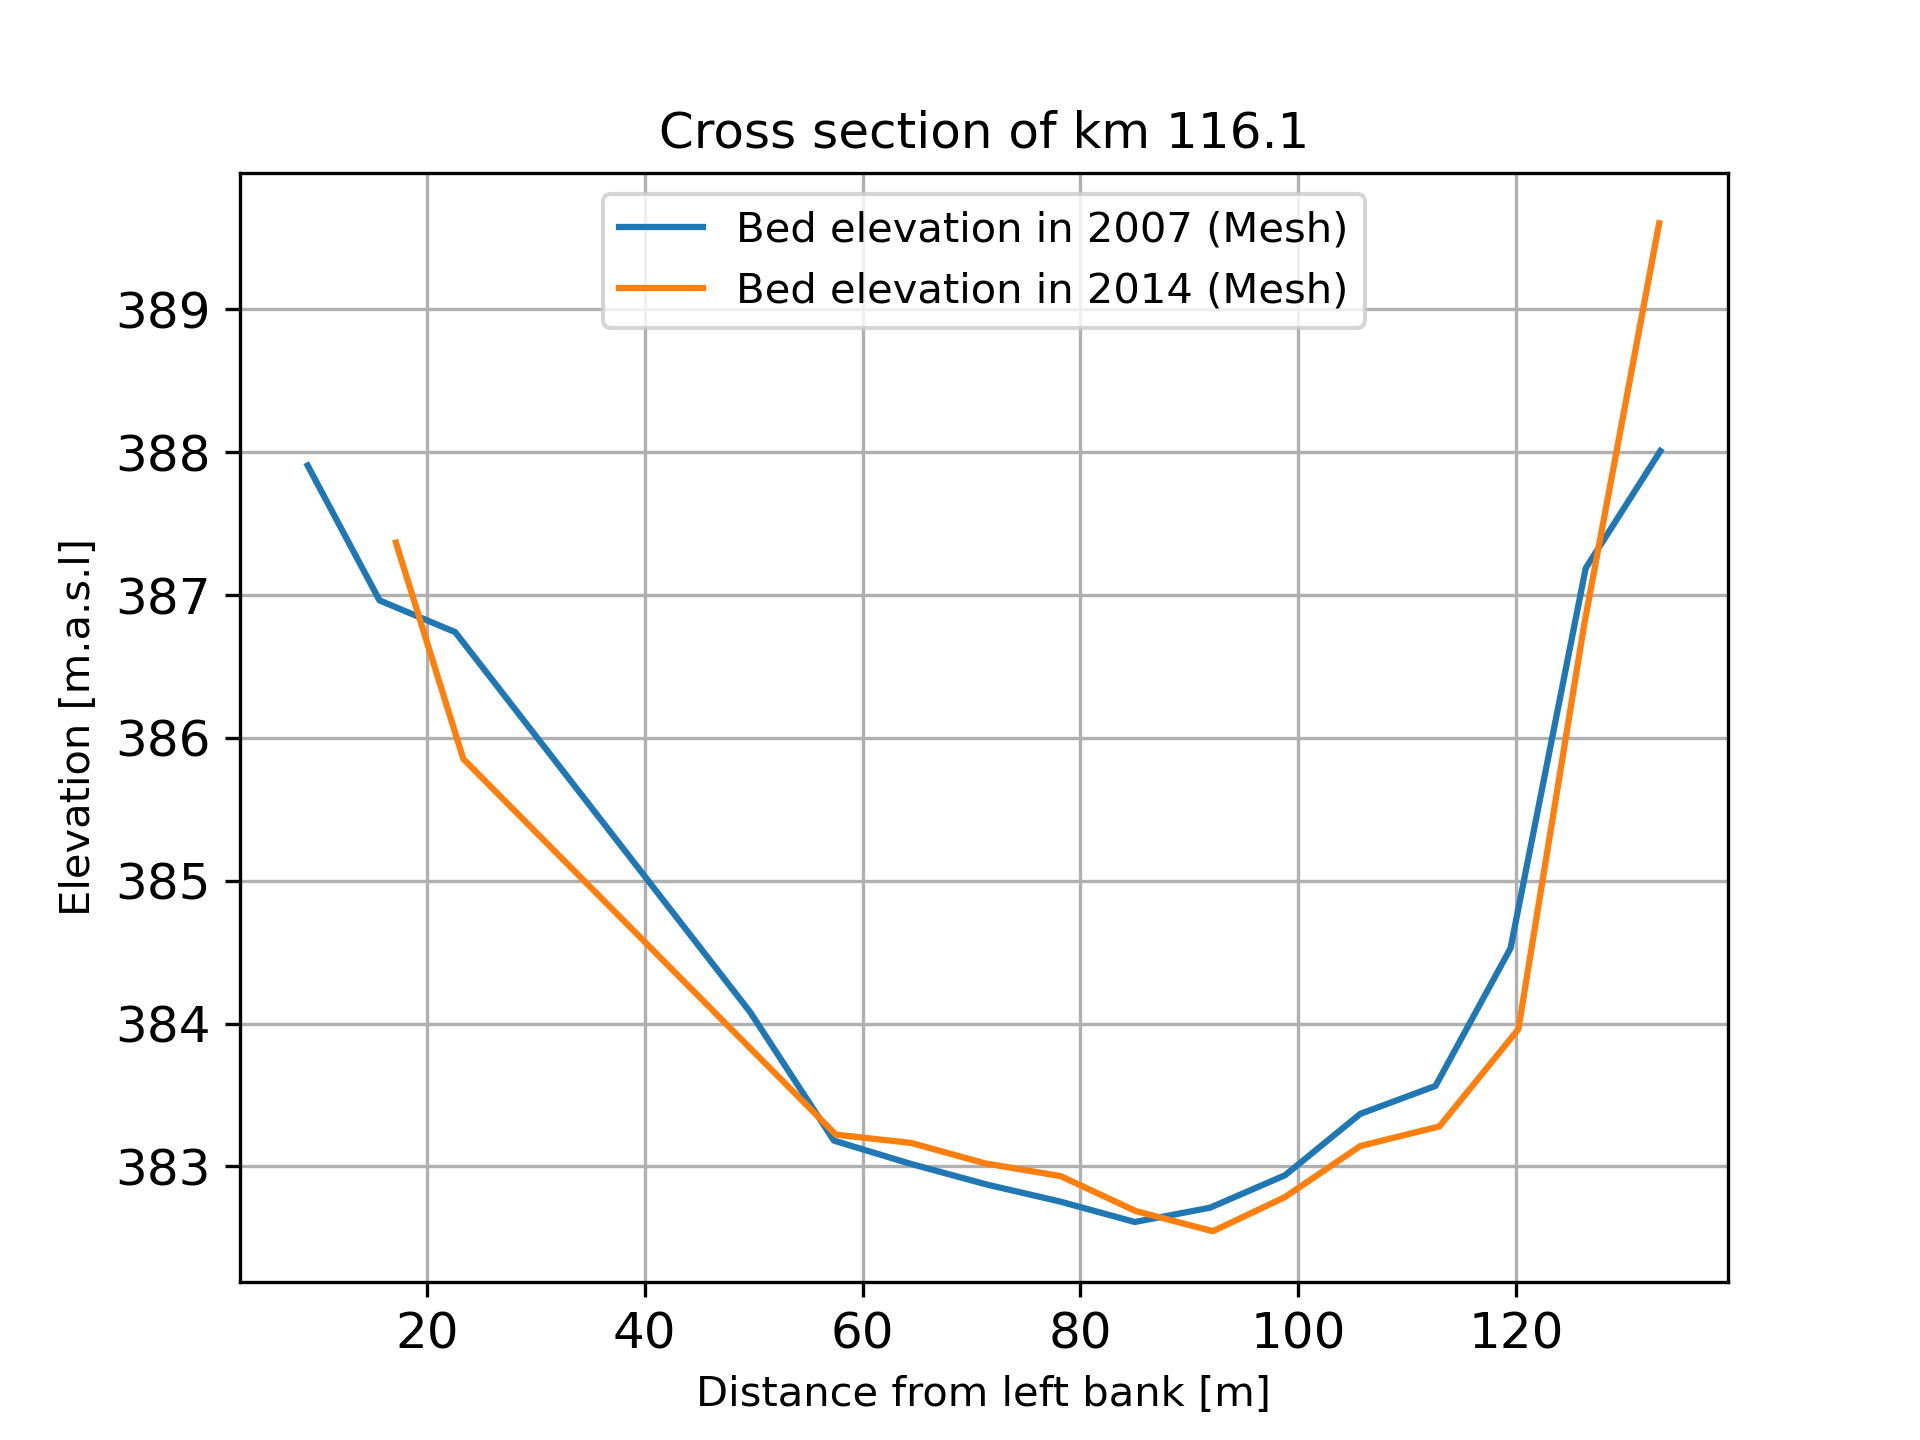 Cross section of km 116.1
Bed elevation in 2007 (Mesh)
Bed elevation in 2014 (Mesh)
389
388
387
386
385
384
383
Elevation [m.a.s.l]
20 40 60 80 100 120
Distance from left bank [m]